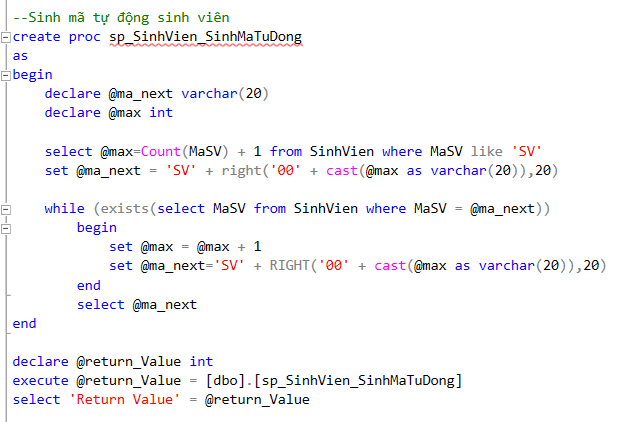 --Sinh mã tự động sinh viên
create proc sp_SinhVien_SinhMaTuDong
as
begin
    declare @ma_next varchar(20)
    declare @max int
    select @max=Count(MaSV) + 1 from SinhVien where MaSV like 'SV'
    set @ma_next = 'SV' + right('00' + cast(@max as varchar(20)),20)
    while (exists(select MaSV from SinhVien where MaSV = @ma_next))
        begin
            set @max = @max + 1
            set @ma_next='SV' + RIGHT('00' + cast(@max as varchar(20)),20)
        end
        select @ma_next
end
declare @return_Value int
execute @return_Value = [dbo].[sp_SinhVien_SinhMaTuDong]
select 'Return Value' = @return_Value